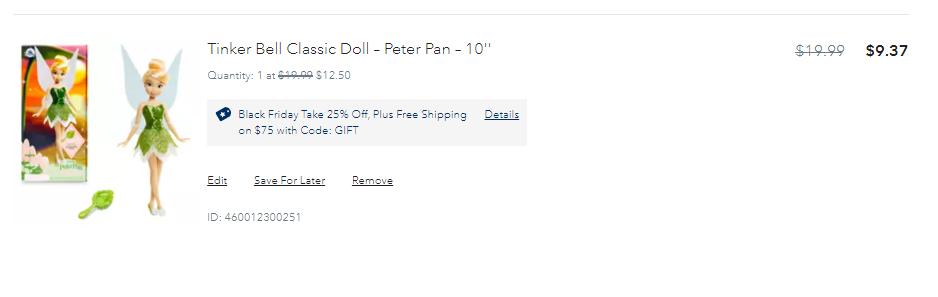 Tinker Bell Classic Doll – Peter Pan – 10''
$19.99 $9.37
Quantity: 1 at $19.99 $12.50
Black Friday Take 25% Off, Plus Free Shipping
on $75 with Code: GIFT
Details
Edit Save For Later Remove
ID: 460012300251